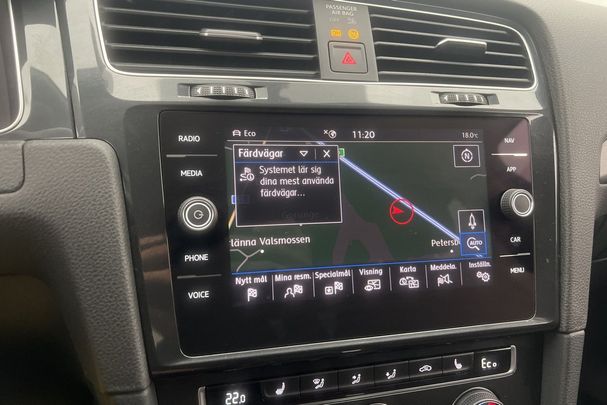 PASSENGER
AIR BAG
RADIO
MEDIA
PHONE
VOICE
Eco
11:20
18.0°C
Färdvägar
X
Systemet lär sig
dina mest använda
färdvägar...
N
länna Valsmossen
Petersb
AUTO
Nytt mål
Mina resm.
Specialmål
Visning
Karta
Meddela.
Inställn.
NAV
APP
CAR
MENU
22.0
Eco